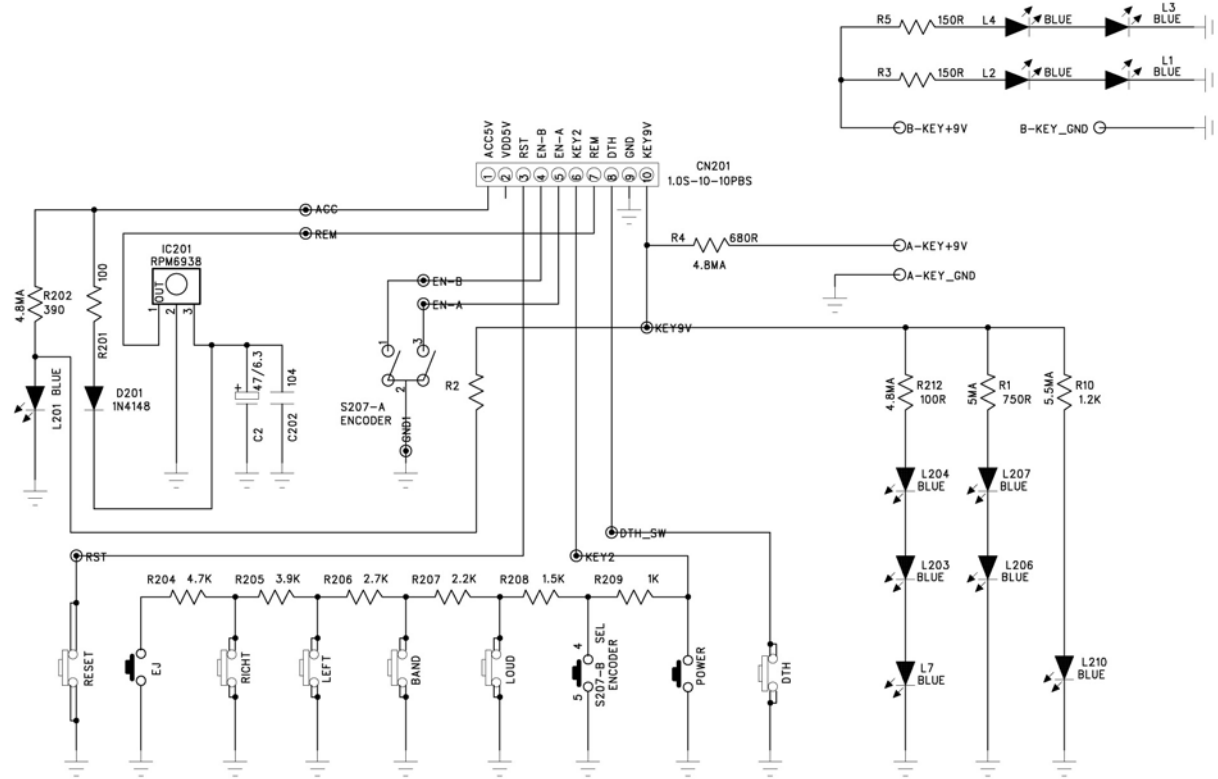 R5 150R L4 BLUE L3 BLUE
R3 150R L2 BLUE L1 BLUE
B-KEY+9V B-KEY_GND
ACC5V VDD5V RST EN-B EN-A KEY2 REM DTH GND KEY9V
1 2 3 4 5 6 7 8 9 10
CN201
1.0S-10-10PBS
ACC
REM
R4 680R
4.8MA
A-KEY+9V
A-KEY_GND
IC201
RPM6938
OUT
1 2 3
4.8MA
R202
390
100
R201
EN-B
EN-A
KEY9V
1 3
2
S207-A
ENCODER
GND1
R2
L201 BLUE
D201
1N4148
+
47/6.3
C2
104
C202
4.8MA
R212
100R
5MA
R1
750R
5.5MA
R10
1.2K
L204
BLUE
L207
BLUE
L203
BLUE
L206
BLUE
L7
BLUE
L210
BLUE
RST
KEY2
DTH_SW
R204 4.7K R205 3.9K R206 2.7K R207 2.2K R208 1.5K R209 1K
RESET
EJ
RICHT
LEFT
BAND
LOUD
4 SEL
5
S207-B
ENCODER
POWER
DTH